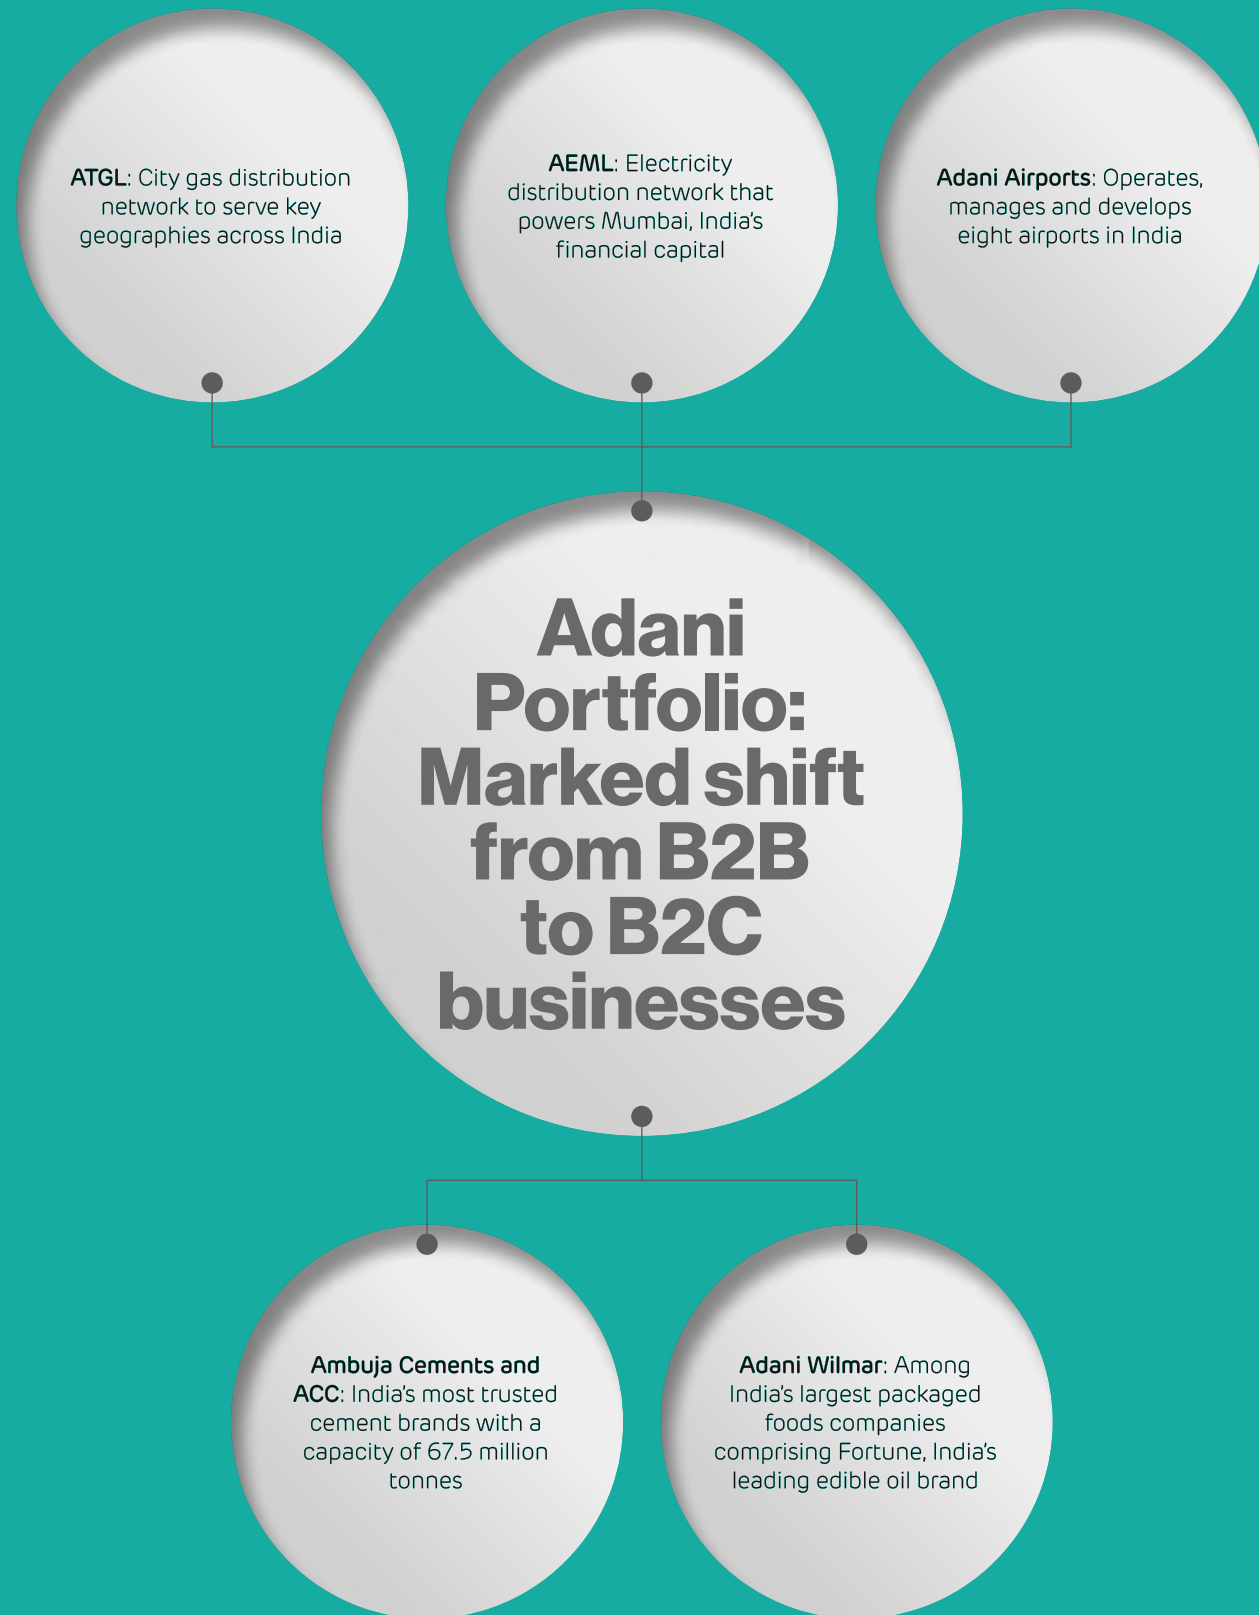 ATGL: City gas distribution
network to serve key
geographies across India
AEML: Electricity
distribution network that
powers Mumbai, India's
financial capital
Adani Airports: Operates,
manages and develops
eight airports in India
Adani
Portfolio:
Marked shift
from B2B
to B2C
businesses
Ambuja Cements and
ACC: India's most trusted
cement brands with a
capacity of 67.5 million
tonnes
Adani Wilmar: Among
India's largest packaged
foods companies
comprising Fortune, India's
leading edible oil brand